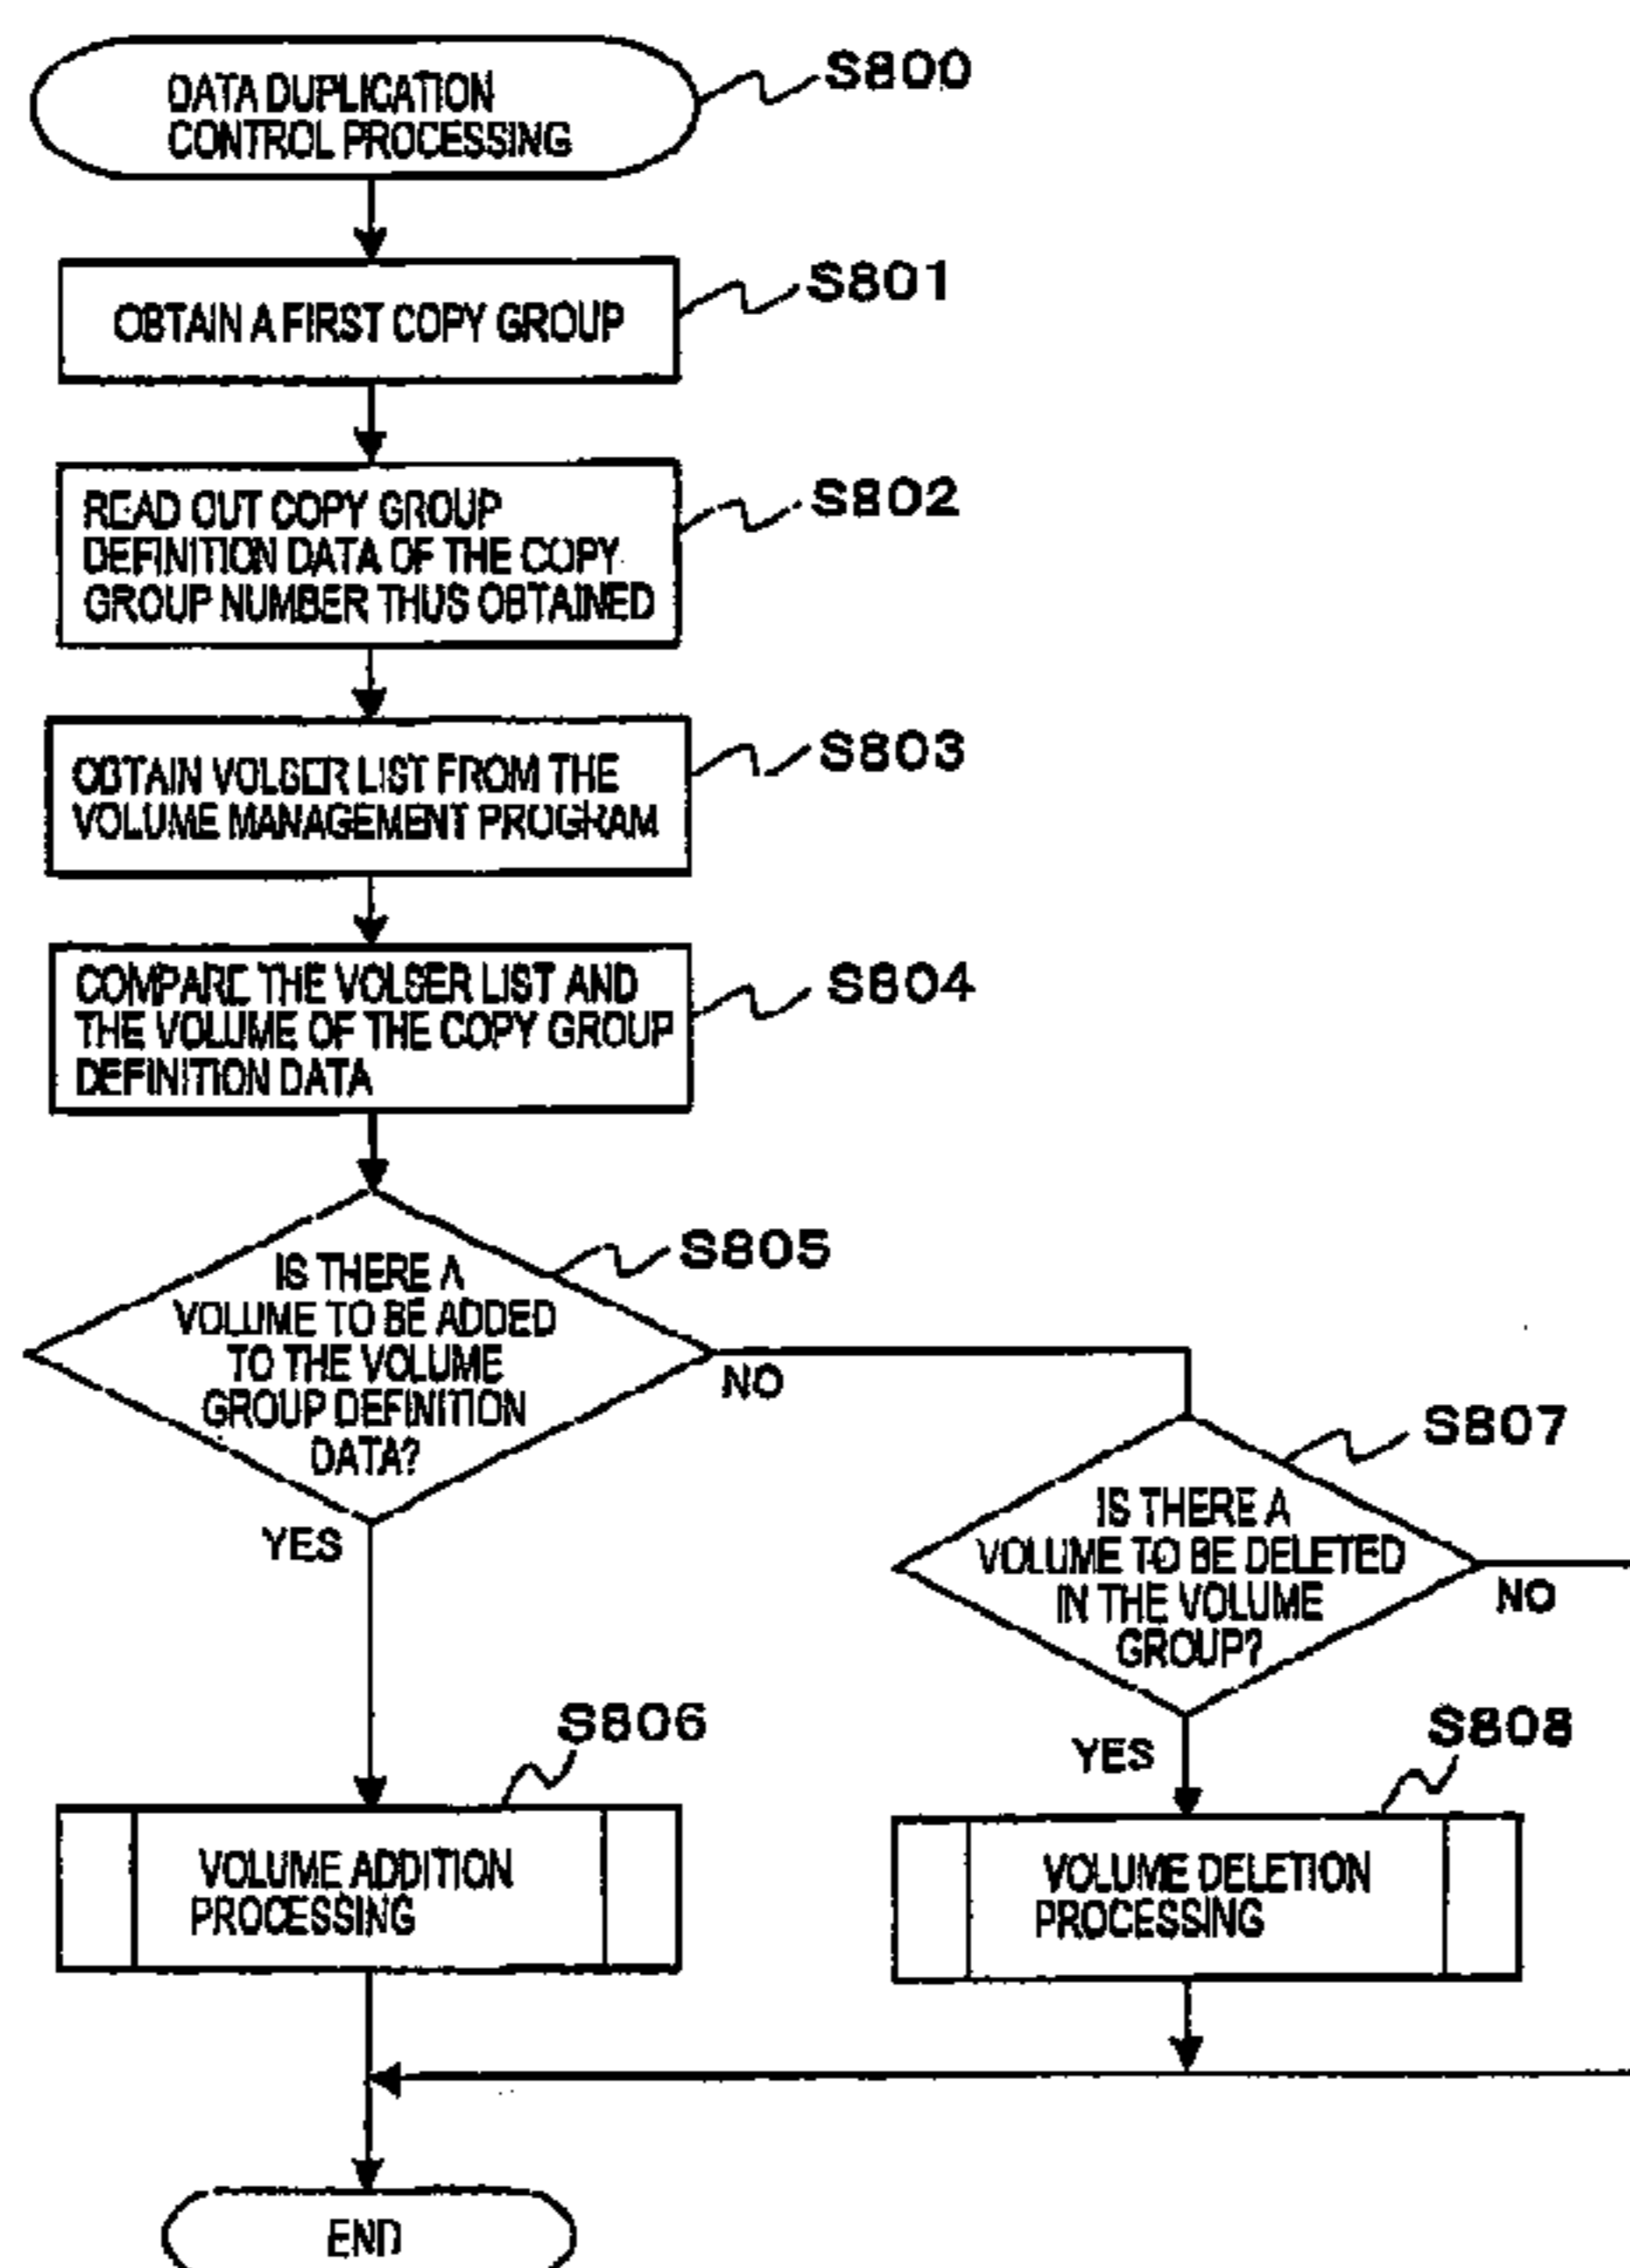 DATA DUPLICATION
CONTROL PROCESSING
S800
OBTAIN A FIRST COPY GROUP
S801
READ OUT COPY GROUP
DEFINITION DATA OF THE COPY
GROUP NUMBER THUS OBTAINED
S802
OBTAIN VOLSER LIST FROM THE
VOLUME MANAGEMENT PROGRAM
S803
COMPARE THE VOLSER LIST AND
THE VOLUME OF THE COPY GROUP
DEFINITION DATA
S804
IS THERE A
VOLUME TO BE ADDED
TO THE VOLUME
GROUP DEFINITION
DATA?
S805
NO
YES
IS THERE A
VOLUME TO BE DELETED
IN THE VOLUME
GROUP?
S807
NO
YES
S806
VOLUME ADDITION
PROCESSING
S808
VOLUME DELETION
PROCESSING
END